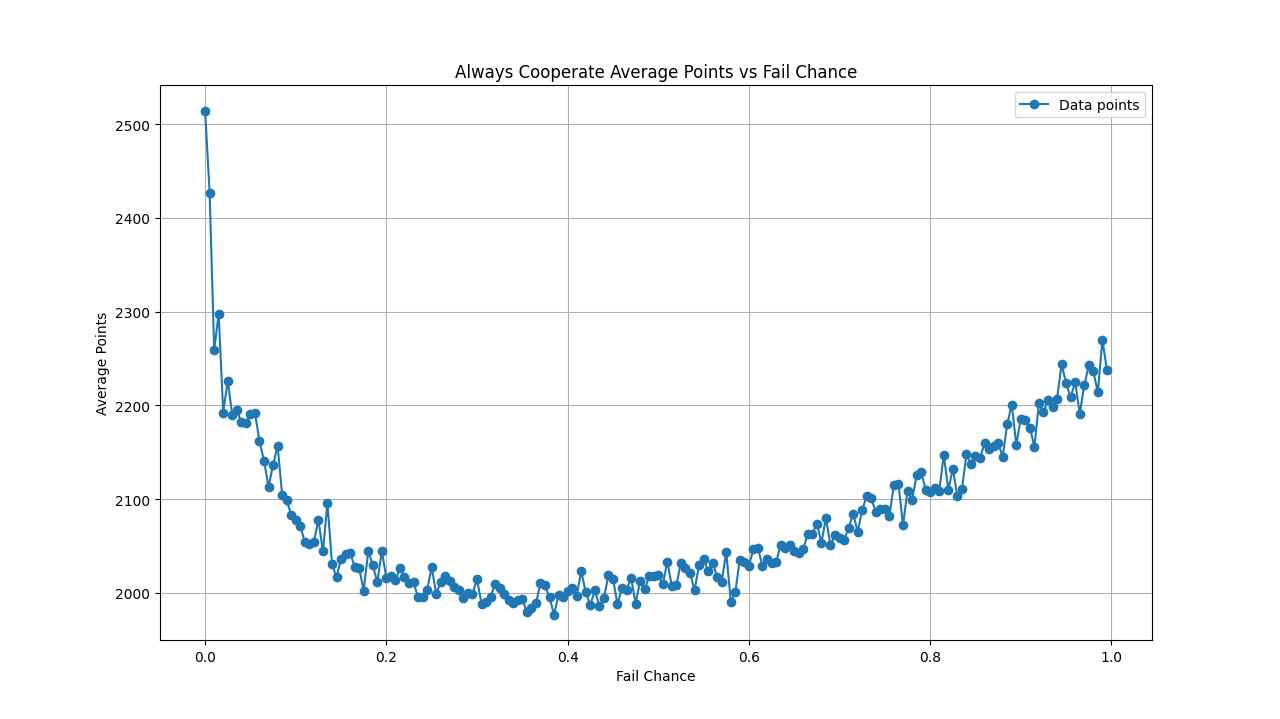 Always Cooperate Average Points vs Fail Chance
Data points
2500
2400
2300
2200
2100
2000
Average Points
0.0 0.2 0.4 0.6 0.8 1.0
Fail Chance